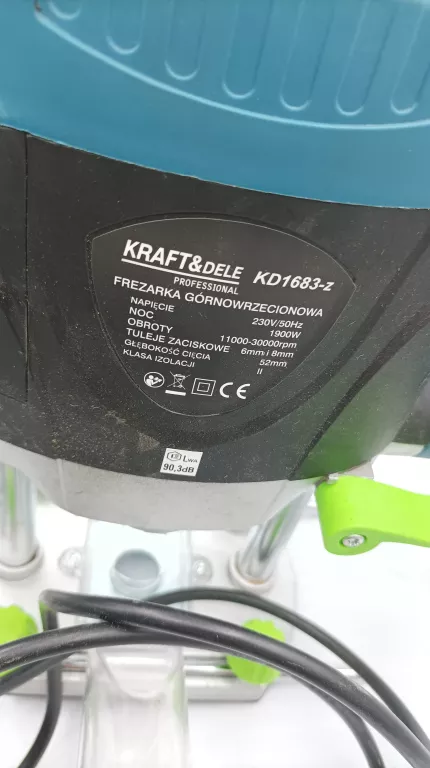 KRAFT&DELE KD1683-Z
PROFESSIONAL
FREZARKA GÓRNOWRZECIONOWA
NAPIĘCIE 230V/50Hz
NOC 1900W
OBROTY 11000-30000rpm
TULEJE ZACISKOWE 6mm i 8mm
GŁĘBOKOŚĆ CIĘCIA 52mm
KLASA IZOLACJI II
CE
LWA
90,3dB